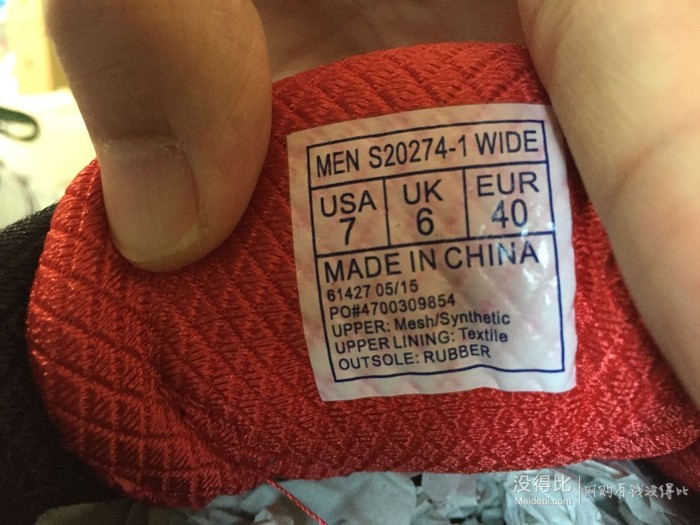 MEN S20274-1 WIDE
USA UK EUR
7 6 40
MADE IN CHINA
61427 05/15
PO#4700309854
UPPER: Mesh/Synthetic
UPPER LINING: Textile
OUTSOLE: RUBBER
没得比 网购有钱没得比
Meidebi.com